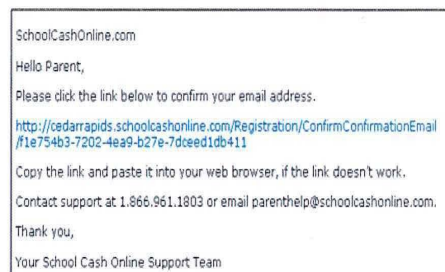 SchoolCashOnline.com
Hello Parent,
Please click the link below to confirm your email address.
http://cedarrapids.schoolcashonline.com/Registration/ConfirmConfirmationEmail
/f1e754b3-7202-4ea9-b27e-7dceed1db411
Copy the link and paste it into your web browser, if the link doesn't work.
Contact support at 1.866.961.1803 or email parenthelp@schoolcashonline.com.
Thank you,
Your School Cash Online Support Team